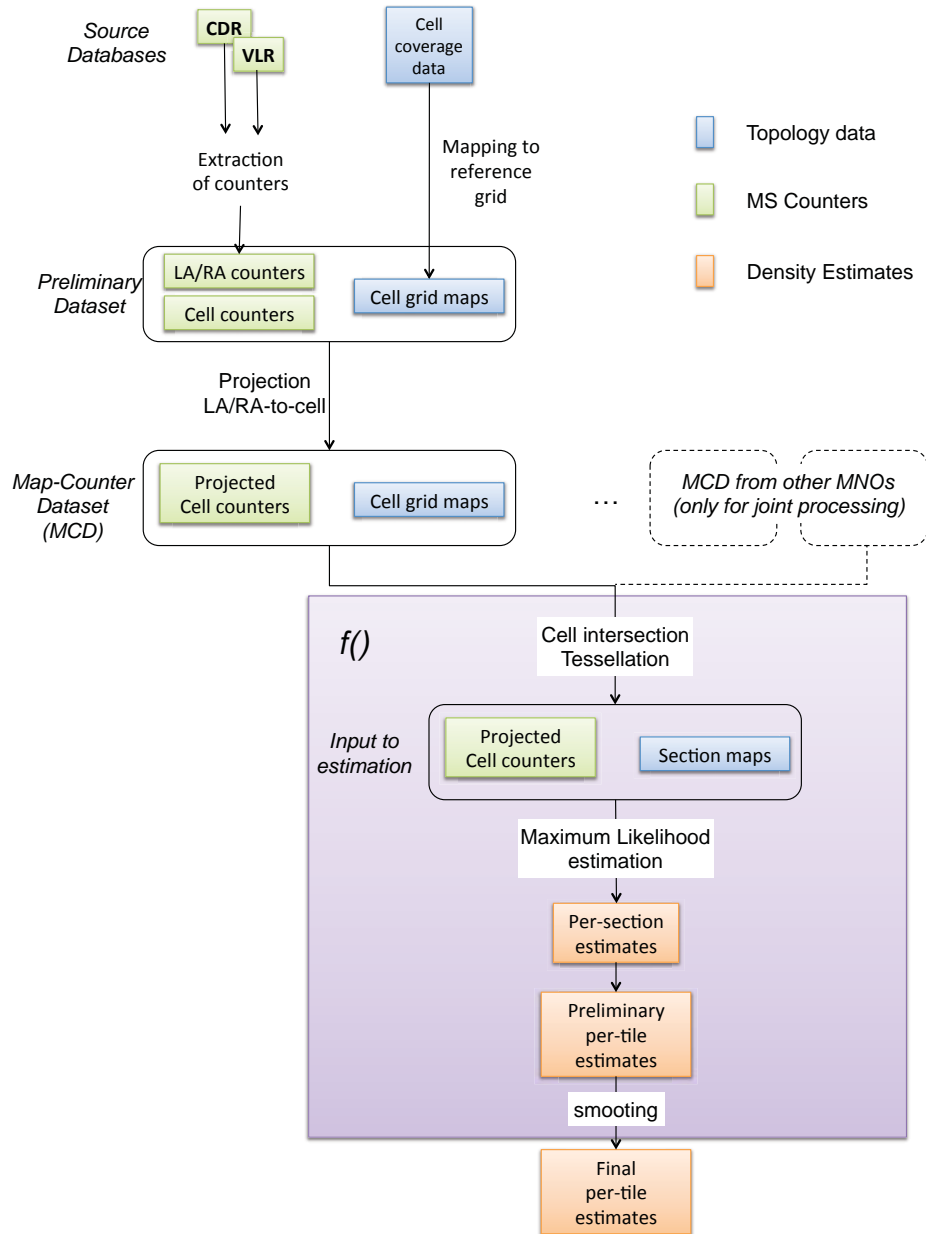 Source
Databases
CDR
VLR
Cell
coverage
data
Extraction
of counters
Mapping to
reference
grid
Topology data
MS Counters
Density Estimates
Preliminary
Dataset
LA/RA counters
Cell counters
Cell grid maps
Projection
LA/RA-to-cell
Map-Counter
Dataset
(MCD)
Projected
Cell counters
Cell grid maps
...
MCD from other MNOs
(only for joint processing)
f()
Cell intersection
Tessellation
Input to
estimation
Projected
Cell counters
Section maps
Maximum Likelihood
estimation
Per-section
estimates
Preliminary
per-tile
estimates
smooting
Final
per-tile
estimates